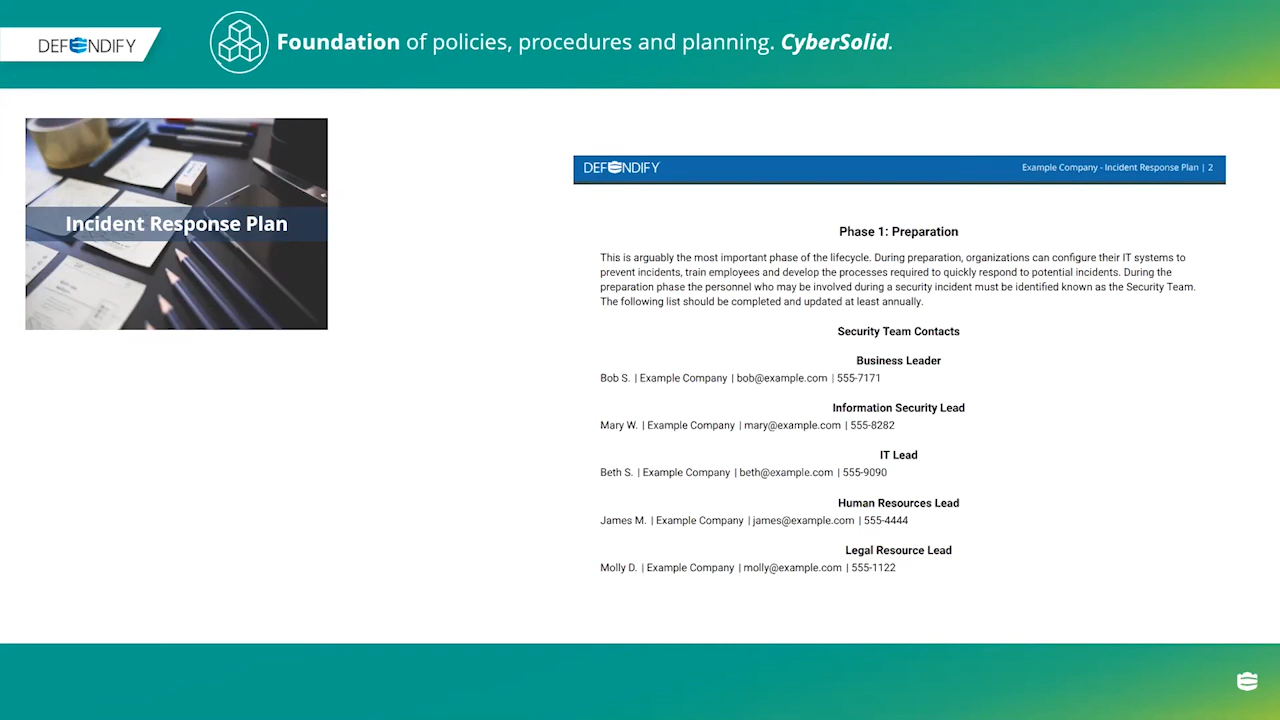 DEFENDIFY
Foundation of policies, procedures and planning. CyberSolid.
Incident Response Plan
DEFENDIFY
Example Company - Incident Response Plan | 2
Phase 1: Preparation
This is arguably the most important phase of the lifecycle. During preparation, organizations can configure their IT systems to
prevent incidents, train employees and develop the processes required to quickly respond to potential incidents. During the
preparation phase the personnel who may be involved during a security incident must be identified known as the Security Team.
The following list should be completed and updated at least annually.
Security Team Contacts
Business Leader
Bob S. | Example Company | bob@example.com | 555-7171
Information Security Lead
Mary W. | Example Company | mary@example.com | 555-8282
IT Lead
Beth S. | Example Company | beth@example.com | 555-9090
Human Resources Lead
James M. | Example Company | james@example.com | 555-4444
Legal Resource Lead
Molly D. | Example Company | molly@example.com | 555-1122